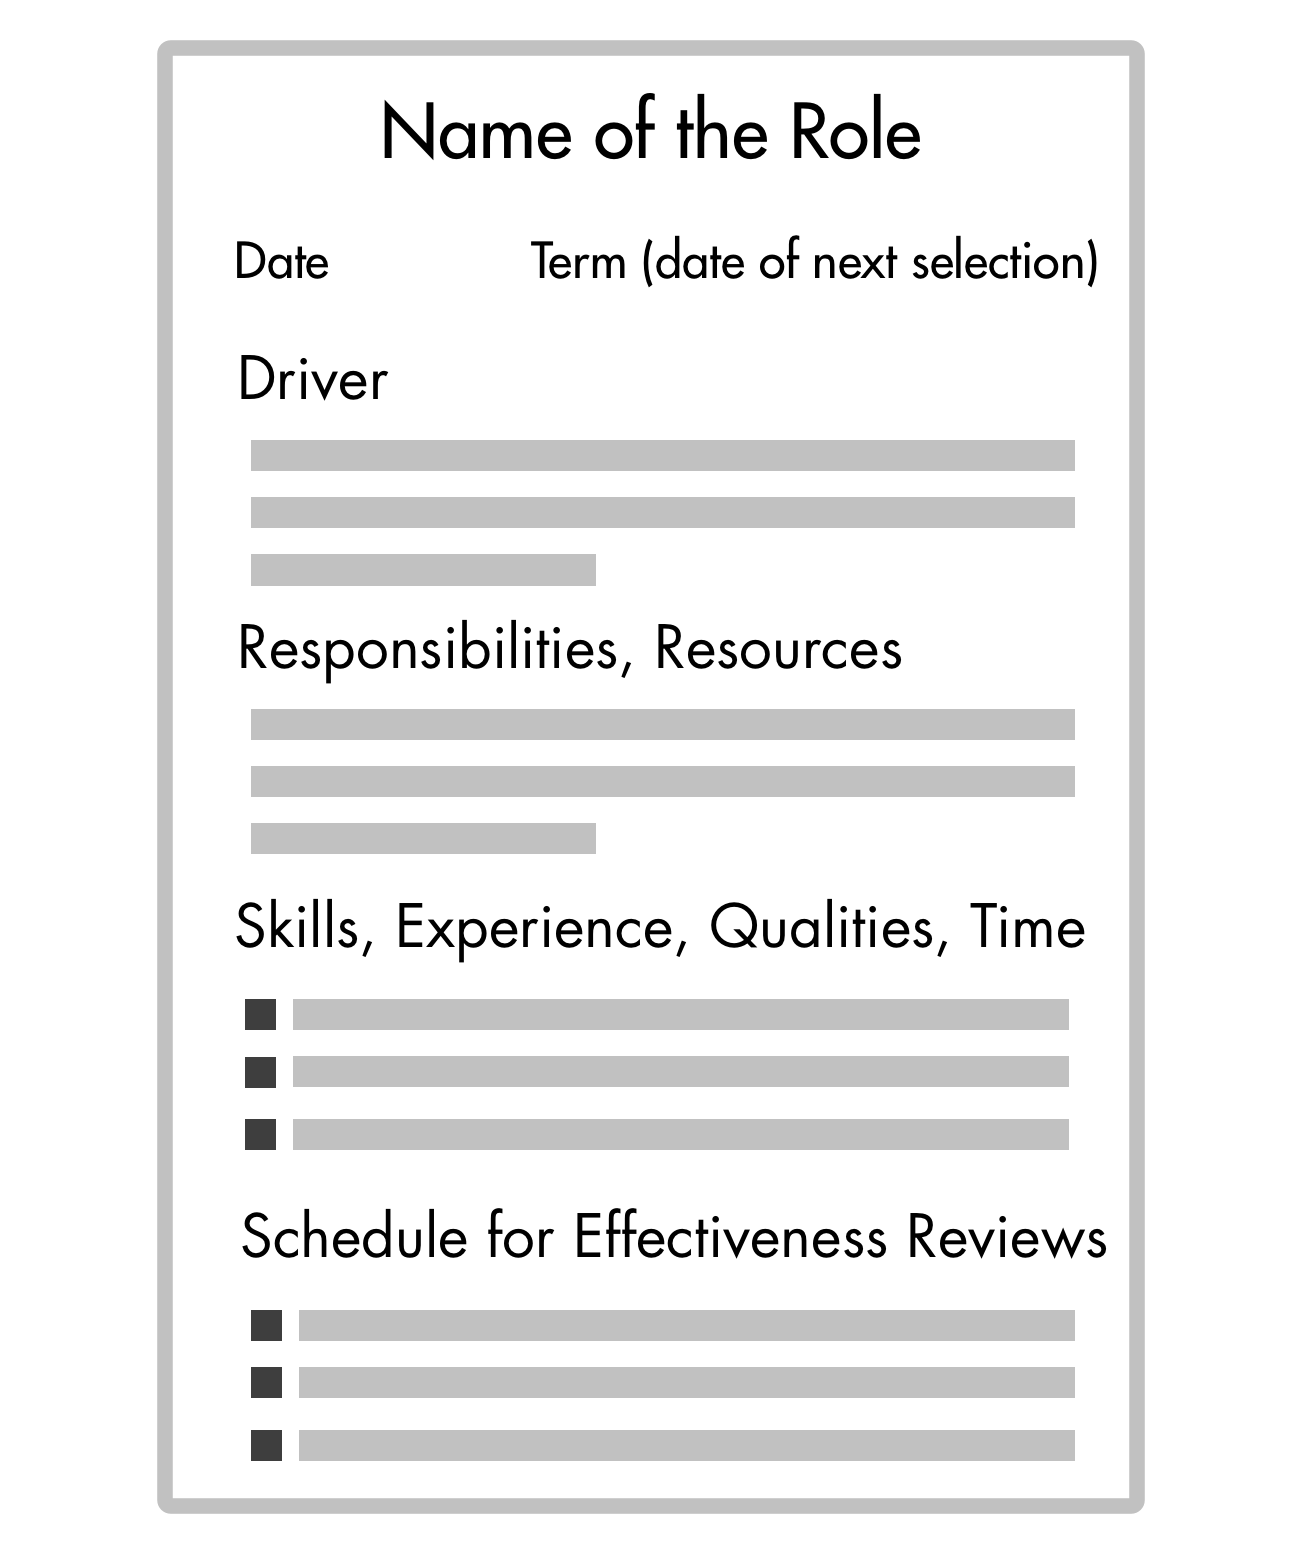 Name of the Role
Date Term (date of next selection)
Driver
Responsibilities, Resources
Skills, Experience, Qualities, Time
Schedule for Effectiveness Reviews